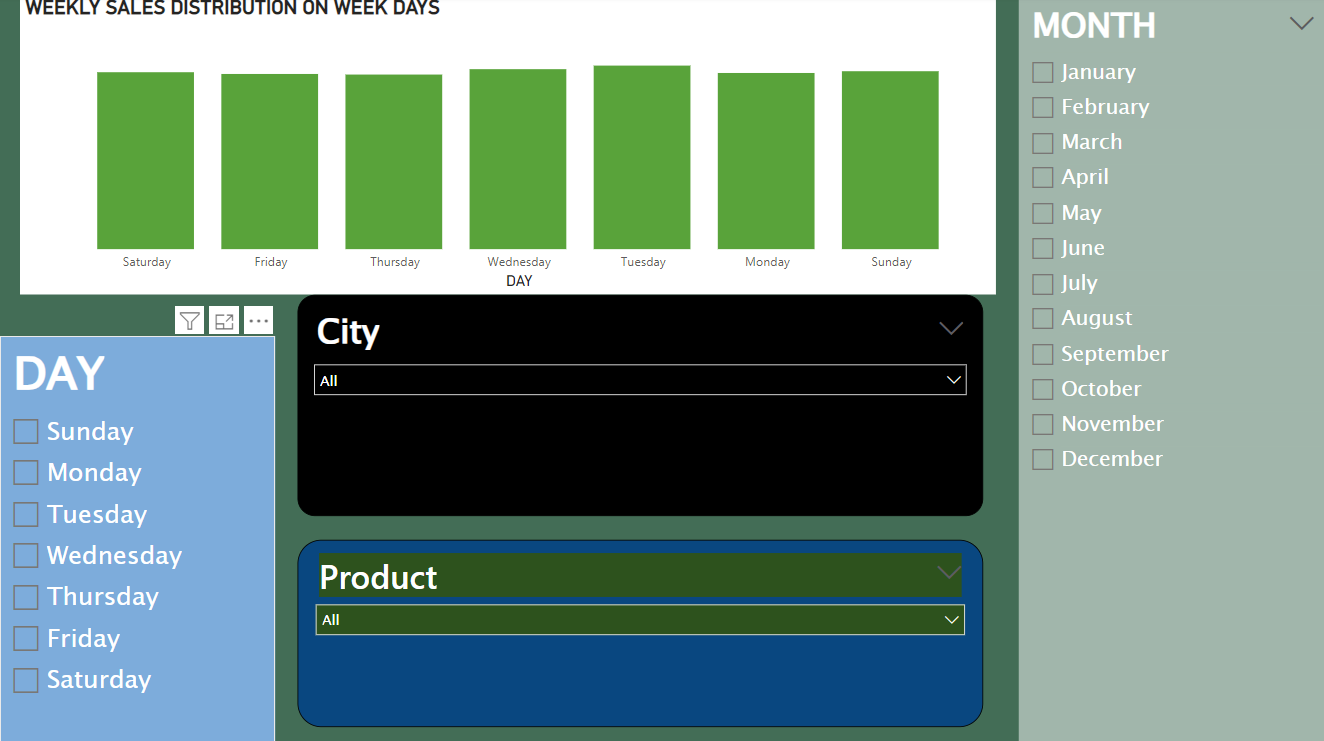 WEEKLY SALES DISTRIBUTION ON WEEK DAYS
Saturday Friday Thursday Wednesday Tuesday Monday Sunday
DAY
DAY
Sunday
Monday
Tuesday
Wednesday
Thursday
Friday
Saturday
City
All
Product
All
MONTH
January
February
March
April
May
June
July
August
September
October
November
December